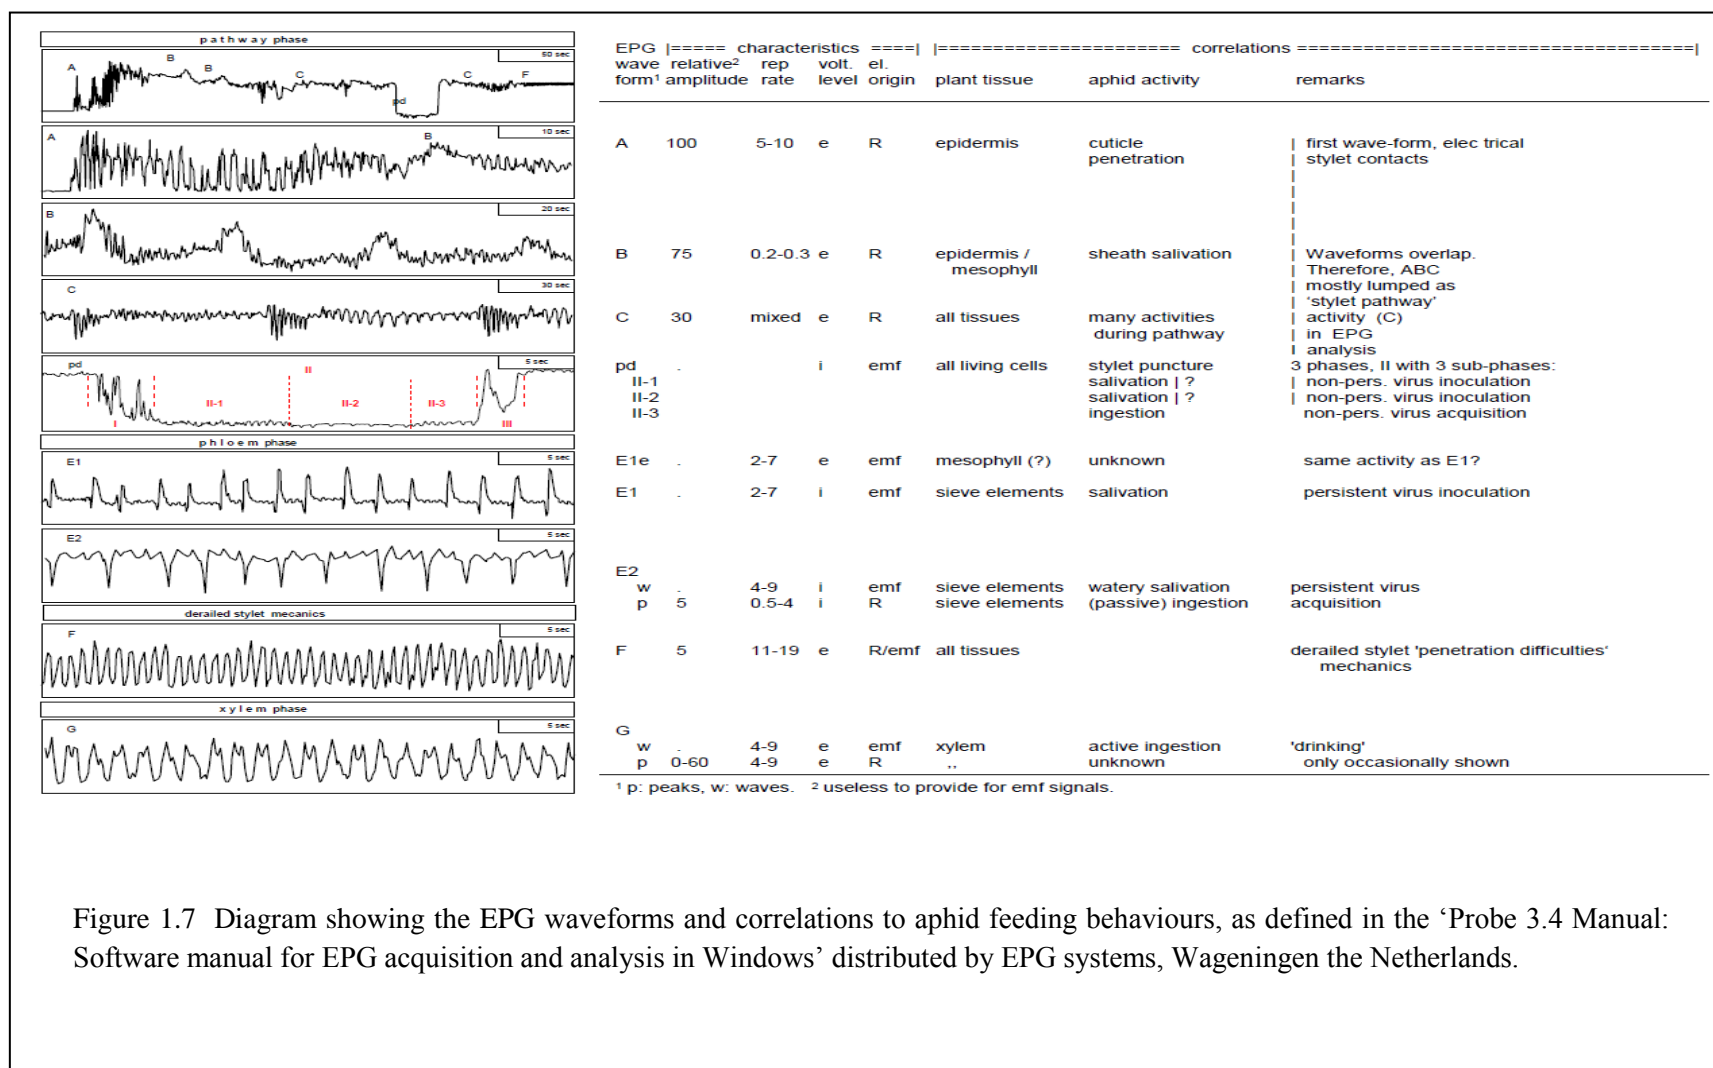 pathway phase
50 sec
A B B C pd C F
10 sec
A B
20 sec
B
30 sec
C
5 sec
pd I II-1 II II-2 II-3 III
phloem phase
5 sec
E1
5 sec
E2
derailed stylet mecanics
5 sec
F
xylem phase
5 sec
G
EPG |===== characteristics ====| |====================== correlations ====================================|
wave relative² rep volt. el.
form¹ amplitude rate level origin plant tissue aphid activity remarks
A 100 5-10 e R epidermis cuticle | first wave-form, elec trical
penetration | stylet contacts
|
|
|
|
|
B 75 0.2-0.3 e R epidermis / sheath salivation | Waveforms overlap.
mesophyll | Therefore, ABC
| mostly lumped as
| 'stylet pathway'
C 30 mixed e R all tissues many activities | activity (C)
during pathway | in EPG
I analysis
pd . i emf all living cells stylet puncture 3 phases, II with 3 sub-phases:
II-1 salivation | ? | non-pers. virus inoculation
II-2 salivation | ? | non-pers. virus inoculation
II-3 ingestion non-pers. virus acquisition
E1e . 2-7 e emf mesophyll (?) unknown same activity as E1?
E1 . 2-7 i emf sieve elements salivation persistent virus inoculation
E2
w . 4-9 i emf sieve elements watery salivation persistent virus
p 5 0.5-4 i R sieve elements (passive) ingestion acquisition
F 5 11-19 e R/emf all tissues derailed stylet 'penetration difficulties'
mechanics
G
w . 4-9 e emf xylem active ingestion 'drinking'
p 0-60 4-9 e R ,, unknown only occasionally shown
¹ p: peaks, w: waves. ² useless to provide for emf signals.
Figure 1.7 Diagram showing the EPG waveforms and correlations to aphid feeding behaviours, as defined in the ‘Probe 3.4 Manual:
Software manual for EPG acquisition and analysis in Windows’ distributed by EPG systems, Wageningen the Netherlands.